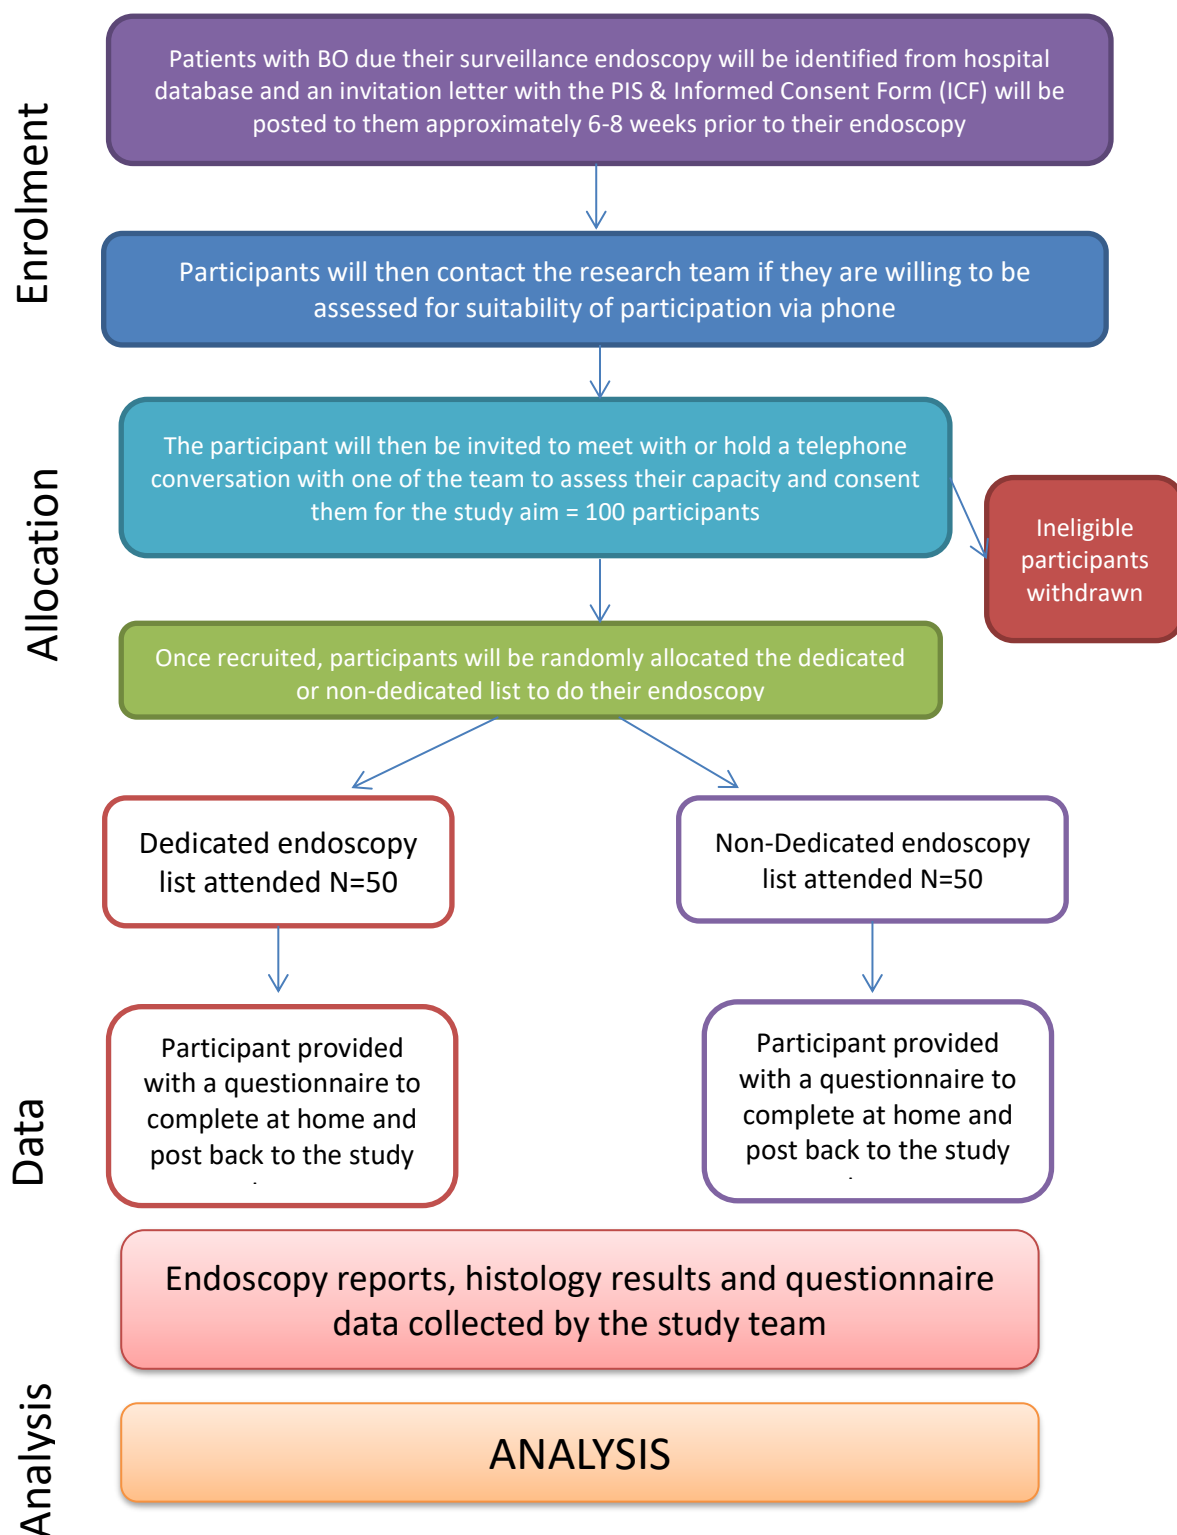 Enrolment
Patients with BO due their surveillance endoscopy will be identified from hospital
database and an invitation letter with the PIS & Informed Consent Form (ICF) will be
posted to them approximately 6-8 weeks prior to their endoscopy
Participants will then contact the research team if they are willing to be
assessed for suitability of participation via phone
Allocation
The participant will then be invited to meet with or hold a telephone
conversation with one of the team to assess their capacity and consent
them for the study aim = 100 participants
Ineligible
participants
withdrawn
Once recruited, participants will be randomly allocated the dedicated
or non-dedicated list to do their endoscopy
Dedicated endoscopy
list attended N=50
Non-Dedicated endoscopy
list attended N=50
Data
Participant provided
with a questionnaire to
complete at home and
post back to the study
Participant provided
with a questionnaire to
complete at home and
post back to the study
Endoscopy reports, histology results and questionnaire
data collected by the study team
Analysis
ANALYSIS